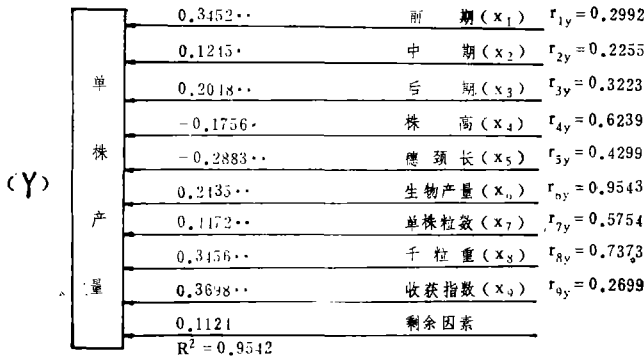 0.3452** 前 期(x₁) r₁y=0.2992
0.1245* 中 期(x₂) r₂y=0.2255
0.2048** 后 期(x₃) r₃y=0.3223
-0.1756* 株 高(x₄) r₄y=0.6239
-0.2883** 穗颈长(x₅) r₅y=0.4299
0.2435** 生物产量(x₆) r₆y=0.9543
0.4472** 单株粒数(x₇) r₇y=0.5754
0.3456** 千粒重(x₈) r₈y=0.7373
0.3698** 收获指数(x₉) r₉y=0.2699
0.1124 剩余因素
R²=0.9542
(Y) 单株产量